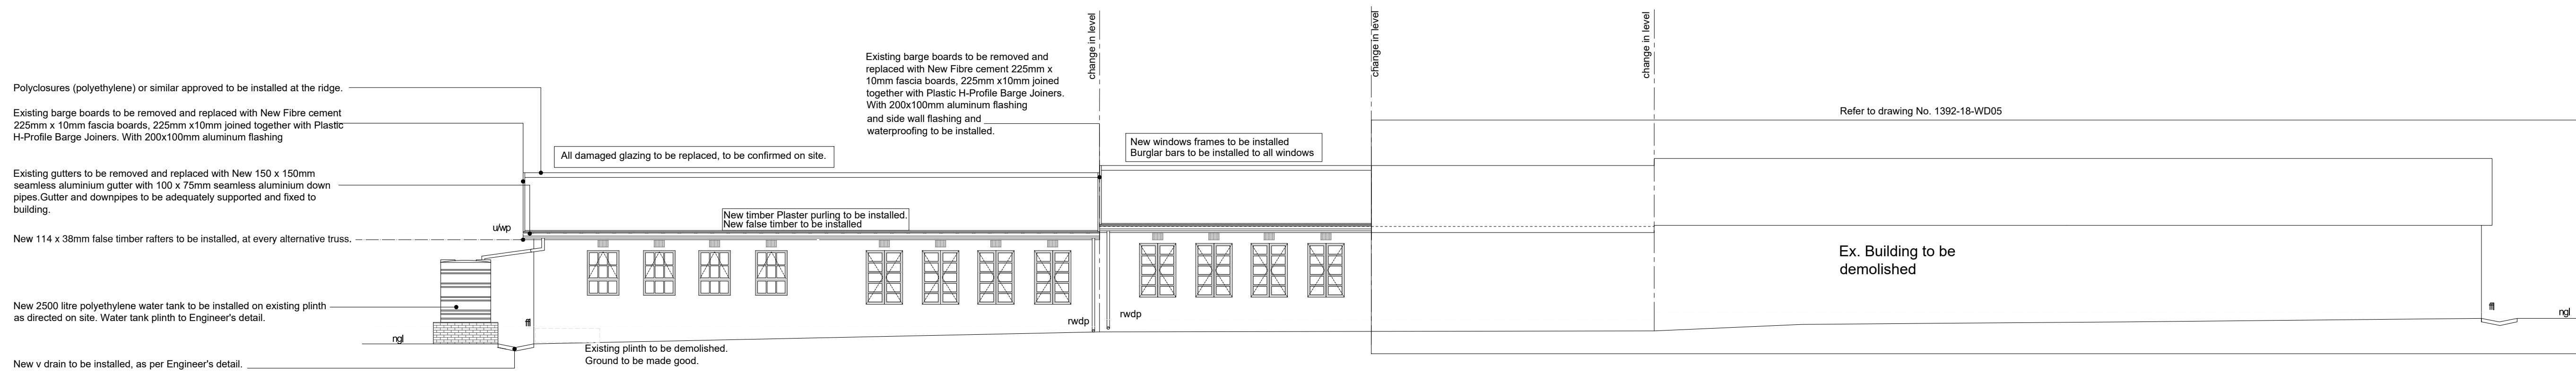 Polyclosures (polyethylene) or similar approved to be installed at the ridge.
Existing barge boards to be removed and replaced with New Fibre cement
225mm x 10mm fascia boards, 225mm x10mm joined together with Plastic
H-Profile Barge Joiners. With 200x100mm aluminum flashing
Existing gutters to be removed and replaced with New 150 x 150mm
seamless aluminium gutter with 100 x 75mm seamless aluminium down
pipes.Gutter and downpipes to be adequately supported and fixed to
building.
New 114 x 38mm false timber rafters to be installed, at every alternative truss.
New 2500 litre polyethylene water tank to be installed on existing plinth
as directed on site. Water tank plinth to Engineer's detail.
New v drain to be installed, as per Engineer's detail.
ngl
u/wp
ffl
All damaged glazing to be replaced, to be confirmed on site.
New timber Plaster purling to be installed.
New false timber to be installed
Existing plinth to be demolished.
Ground to be made good.
Existing barge boards to be removed and
replaced with New Fibre cement 225mm x
10mm fascia boards, 225mm x10mm joined
together with Plastic H-Profile Barge Joiners.
With 200x100mm aluminum flashing
and side wall flashing and
waterproofing to be installed.
change in level
rwdp
rwdp
New windows frames to be installed
Burglar bars to be installed to all windows
change in level
change in level
Refer to drawing No. 1392-18-WD05
Ex. Building to be
demolished
ffl
ngl